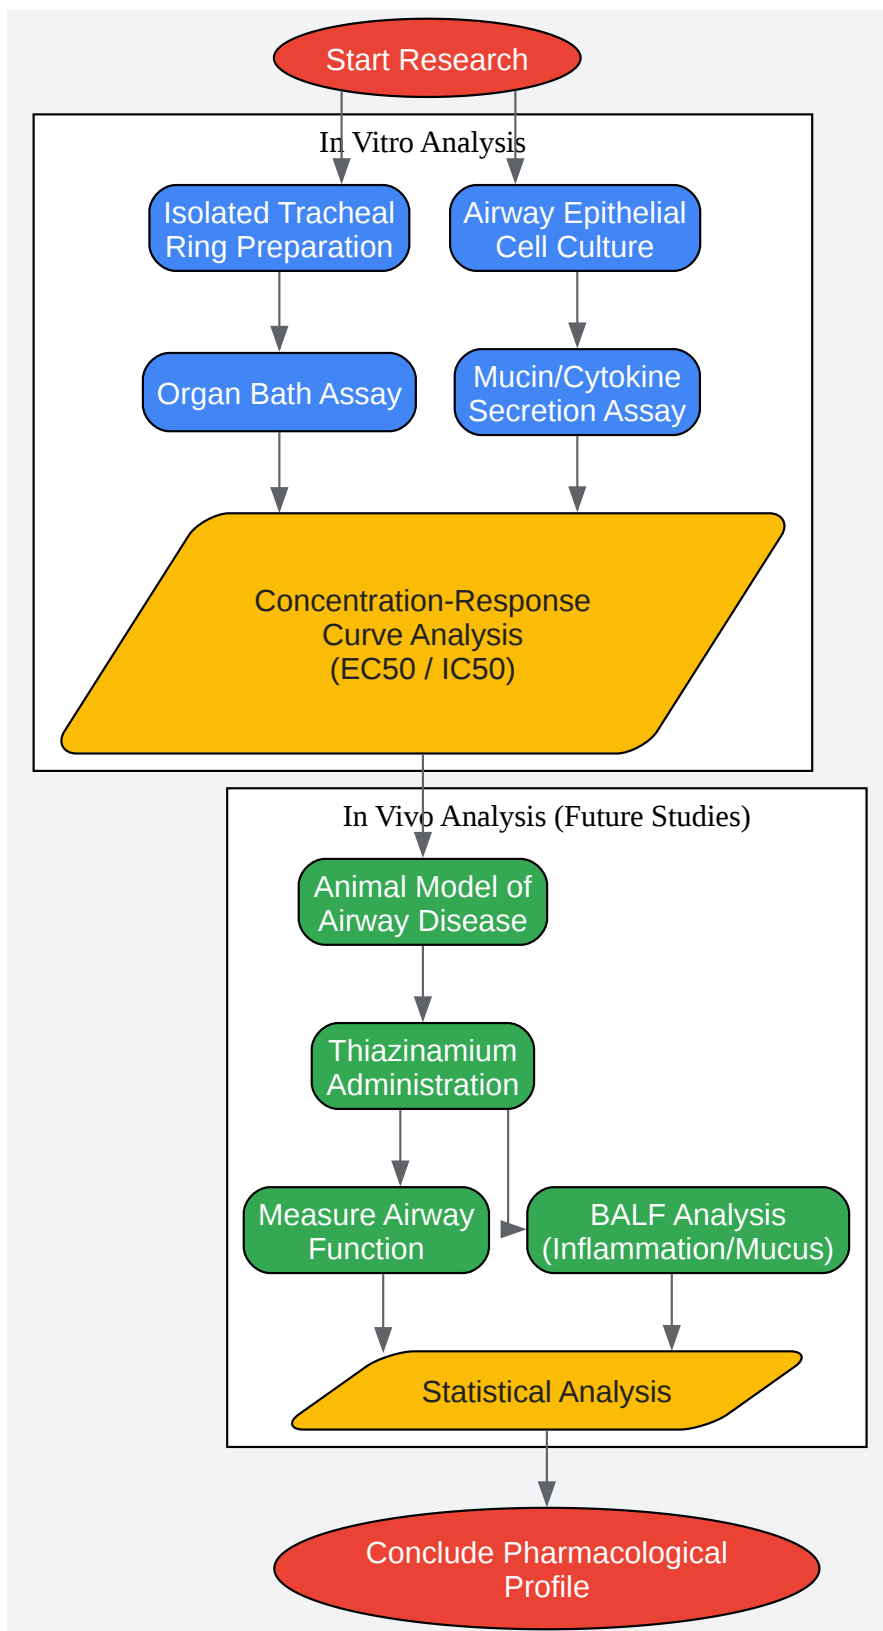 Start Research
In Vitro Analysis
Isolated Tracheal
Ring Preparation
Airway Epithelial
Cell Culture
Organ Bath Assay
Mucin/Cytokine
Secretion Assay
Concentration-Response
Curve Analysis
(EC50 / IC50)
In Vivo Analysis (Future Studies)
Animal Model of
Airway Disease
Thiazinamium
Administration
Measure Airway
Function
BALF Analysis
(Inflammation/Mucus)
Statistical Analysis
Conclude Pharmacological
Profile